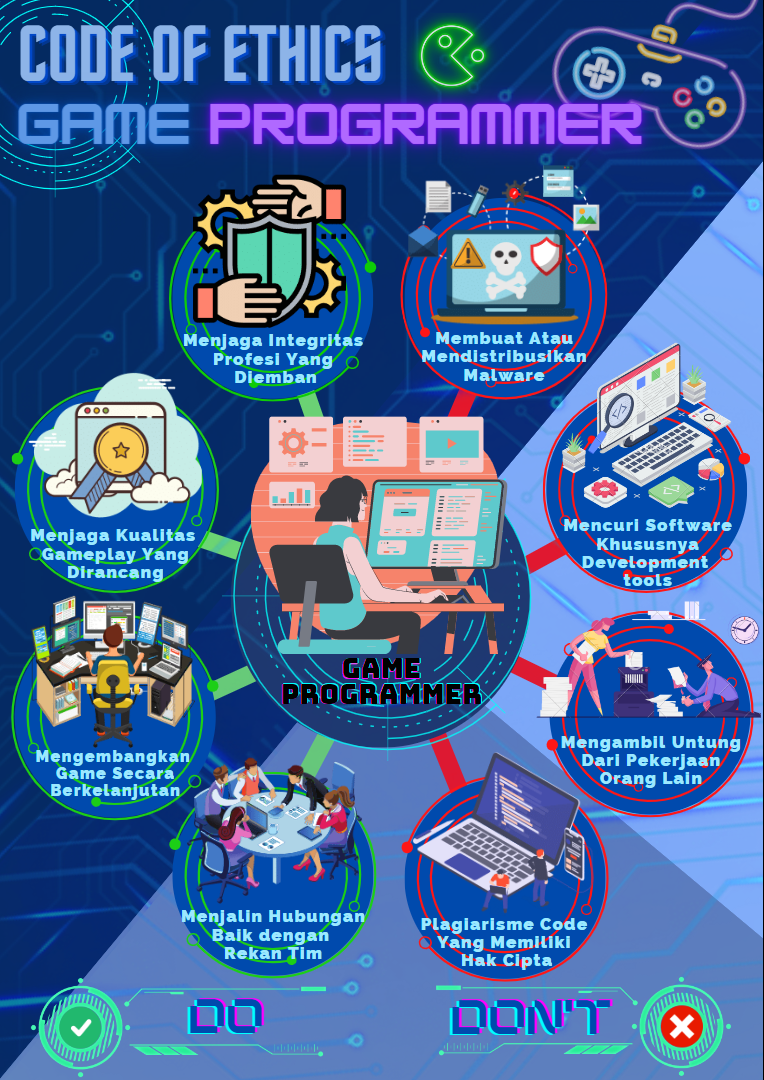 CODE OF ETHICS
GAME PROGRAMMER
Menjaga Integritas
Profesi Yang
Diemban
Membuat Atau
Mendistribusikan
Malware
Menjaga Kualitas
Gameplay Yang
Dirancang
Mencuri Software
Khususnya
Development
tools
GAME
PROGRAMMER
Mengembangkan
Game Secara
Berkelanjutan
Mengambil Untung
Dari Pekerjaan
Orang Lain
Menjalin Hubungan
Baik dengan
Rekan Tim
Plagiarisme Code
Yang Memiliki
Hak Cipta
DO
DON'T